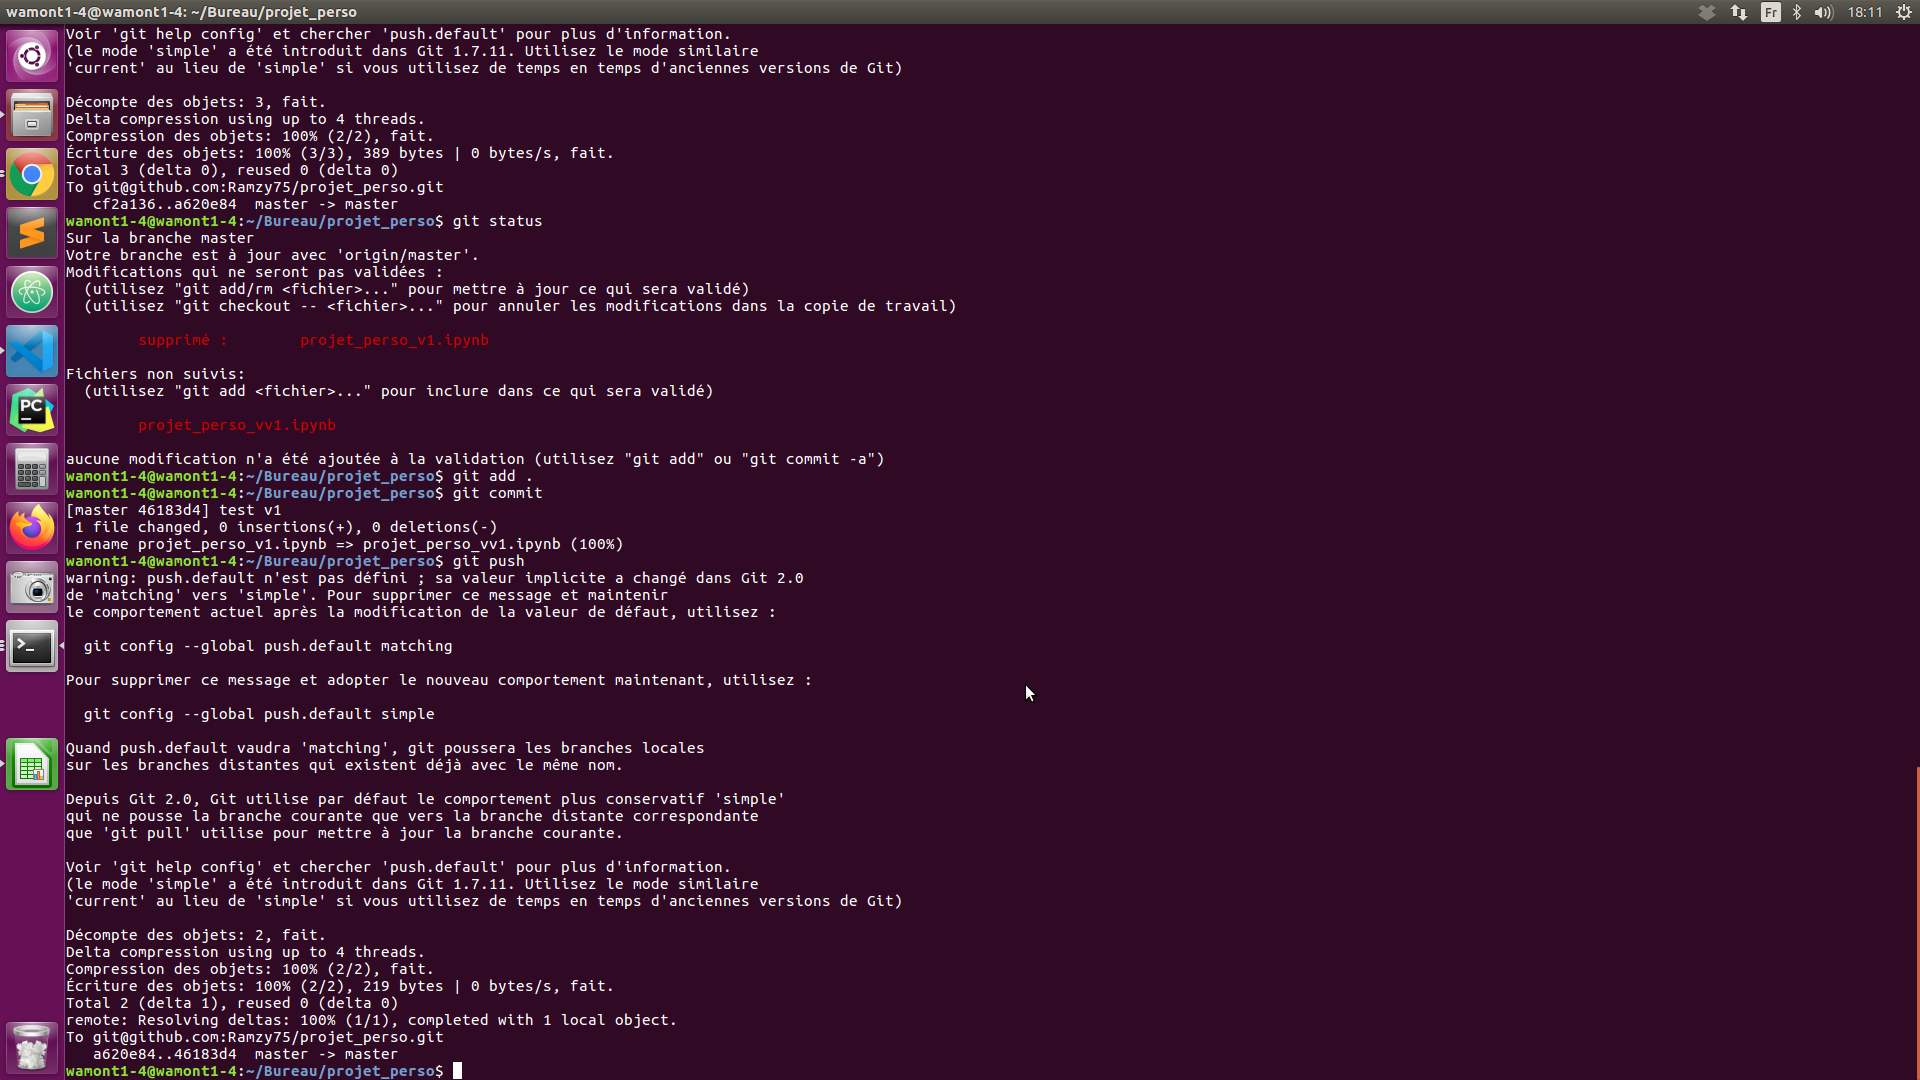 wamont1-4@wamont1-4: ~/Bureau/projet_perso
Fr
18:11
Voir 'git help config' et chercher 'push.default' pour plus d'information.
(le mode 'simple' a été introduit dans Git 1.7.11. Utilisez le mode similaire
'current' au lieu de 'simple' si vous utilisez de temps en temps d'anciennes versions de Git)
Décompte des objets: 3, fait.
Delta compression using up to 4 threads.
Compression des objets: 100% (2/2), fait.
Écriture des objets: 100% (3/3), 389 bytes | 0 bytes/s, fait.
Total 3 (delta 0), reused 0 (delta 0)
To git@github.com:Ramzy75/projet_perso.git
   cf2a136..a620e84  master -> master
wamont1-4@wamont1-4:~/Bureau/projet_perso$ git status
Sur la branche master
Votre branche est à jour avec 'origin/master'.
Modifications qui ne seront pas validées :
  (utilisez "git add/rm <fichier>..." pour mettre à jour ce qui sera validé)
  (utilisez "git checkout -- <fichier>..." pour annuler les modifications dans la copie de travail)
        supprimé :        projet_perso_v1.ipynb
Fichiers non suivis:
  (utilisez "git add <fichier>..." pour inclure dans ce qui sera validé)
        projet_perso_vv1.ipynb
aucune modification n'a été ajoutée à la validation (utilisez "git add" ou "git commit -a")
wamont1-4@wamont1-4:~/Bureau/projet_perso$ git add .
wamont1-4@wamont1-4:~/Bureau/projet_perso$ git commit
[master 46183d4] test v1
 1 file changed, 0 insertions(+), 0 deletions(-)
 rename projet_perso_v1.ipynb => projet_perso_vv1.ipynb (100%)
wamont1-4@wamont1-4:~/Bureau/projet_perso$ git push
warning: push.default n'est pas défini ; sa valeur implicite a changé dans Git 2.0
de 'matching' vers 'simple'. Pour supprimer ce message et maintenir
le comportement actuel après la modification de la valeur de défaut, utilisez :
  git config --global push.default matching
Pour supprimer ce message et adopter le nouveau comportement maintenant, utilisez :
  git config --global push.default simple
Quand push.default vaudra 'matching', git poussera les branches locales
sur les branches distantes qui existent déjà avec le même nom.
Depuis Git 2.0, Git utilise par défaut le comportement plus conservatif 'simple'
qui ne pousse la branche courante que vers la branche distante correspondante
que 'git pull' utilise pour mettre à jour la branche courante.
Voir 'git help config' et chercher 'push.default' pour plus d'information.
(le mode 'simple' a été introduit dans Git 1.7.11. Utilisez le mode similaire
'current' au lieu de 'simple' si vous utilisez de temps en temps d'anciennes versions de Git)
Décompte des objets: 2, fait.
Delta compression using up to 4 threads.
Compression des objets: 100% (2/2), fait.
Écriture des objets: 100% (2/2), 219 bytes | 0 bytes/s, fait.
Total 2 (delta 1), reused 0 (delta 0)
remote: Resolving deltas: 100% (1/1), completed with 1 local object.
To git@github.com:Ramzy75/projet_perso.git
   a620e84..46183d4  master -> master
wamont1-4@wamont1-4:~/Bureau/projet_perso$
PC